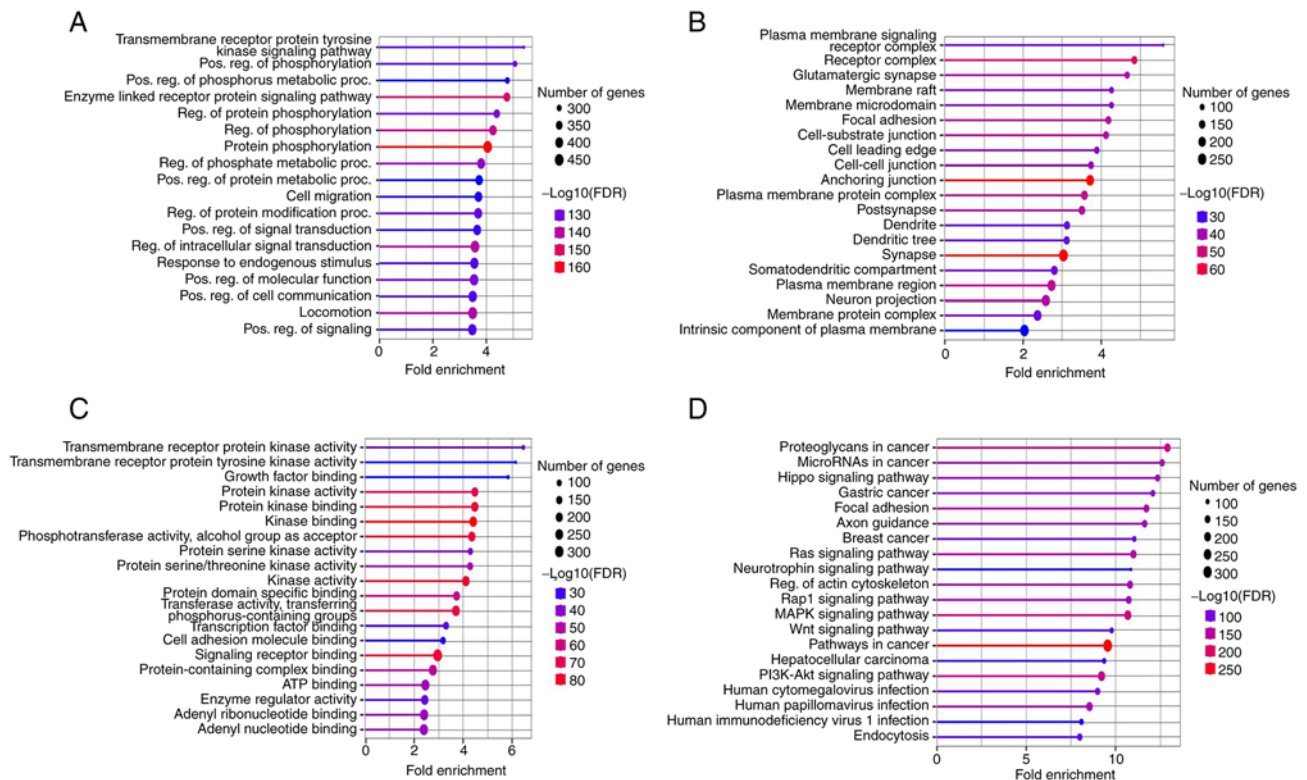 A
Transmembrane receptor protein tyrosine
kinase signaling pathway
Pos. reg. of phosphorylation
Pos. reg. of phosphorus metabolic proc.
Enzyme linked receptor protein signaling pathway
Reg. of protein phosphorylation
Reg. of phosphorylation
Protein phosphorylation
Reg. of phosphate metabolic proc.
Pos. reg. of protein metabolic proc.
Cell migration
Reg. of protein modification proc.
Pos. reg. of signal transduction
Reg. of intracellular signal transduction
Response to endogenous stimulus
Pos. reg. of molecular function
Pos. reg. of cell communication
Locomotion
Pos. reg. of signaling
0 2 4
Fold enrichment
Number of genes
300
350
400
450
−Log10(FDR)
130
140
150
160
B
Plasma membrane signaling
receptor complex
Receptor complex
Glutamatergic synapse
Membrane raft
Membrane microdomain
Focal adhesion
Cell-substrate junction
Cell leading edge
Cell-cell junction
Anchoring junction
Plasma membrane protein complex
Postsynapse
Dendrite
Dendritic tree
Synapse
Somatodendritic compartment
Plasma membrane region
Neuron projection
Membrane protein complex
Intrinsic component of plasma membrane
0 2 4
Fold enrichment
Number of genes
100
150
200
250
−Log10(FDR)
30
40
50
60
C
Transmembrane receptor protein kinase activity
Transmembrane receptor protein tyrosine kinase activity
Growth factor binding
Protein kinase activity
Protein kinase binding
Kinase binding
Phosphotransferase activity, alcohol group as acceptor
Protein serine kinase activity
Protein serine/threonine kinase activity
Kinase activity
Protein domain specific binding
Transferase activity, transferring
phosphorus-containing groups
Transcription factor binding
Cell adhesion molecule binding
Signaling receptor binding
Protein-containing complex binding
ATP binding
Enzyme regulator activity
Adenyl ribonucleotide binding
Adenyl nucleotide binding
0 2 4 6
Fold enrichment
Number of genes
100
150
200
250
300
−Log10(FDR)
30
40
50
60
70
80
D
Proteoglycans in cancer
MicroRNAs in cancer
Hippo signaling pathway
Gastric cancer
Focal adhesion
Axon guidance
Breast cancer
Ras signaling pathway
Neurotrophin signaling pathway
Reg. of actin cytoskeleton
Rap1 signaling pathway
MAPK signaling pathway
Wnt signaling pathway
Pathways in cancer
Hepatocellular carcinoma
PI3K-Akt signaling pathway
Human cytomegalovirus infection
Human papillomavirus infection
Human immunodeficiency virus 1 infection
Endocytosis
0 5 10
Fold enrichment
Number of genes
100
150
200
250
300
−Log10(FDR)
100
150
200
250